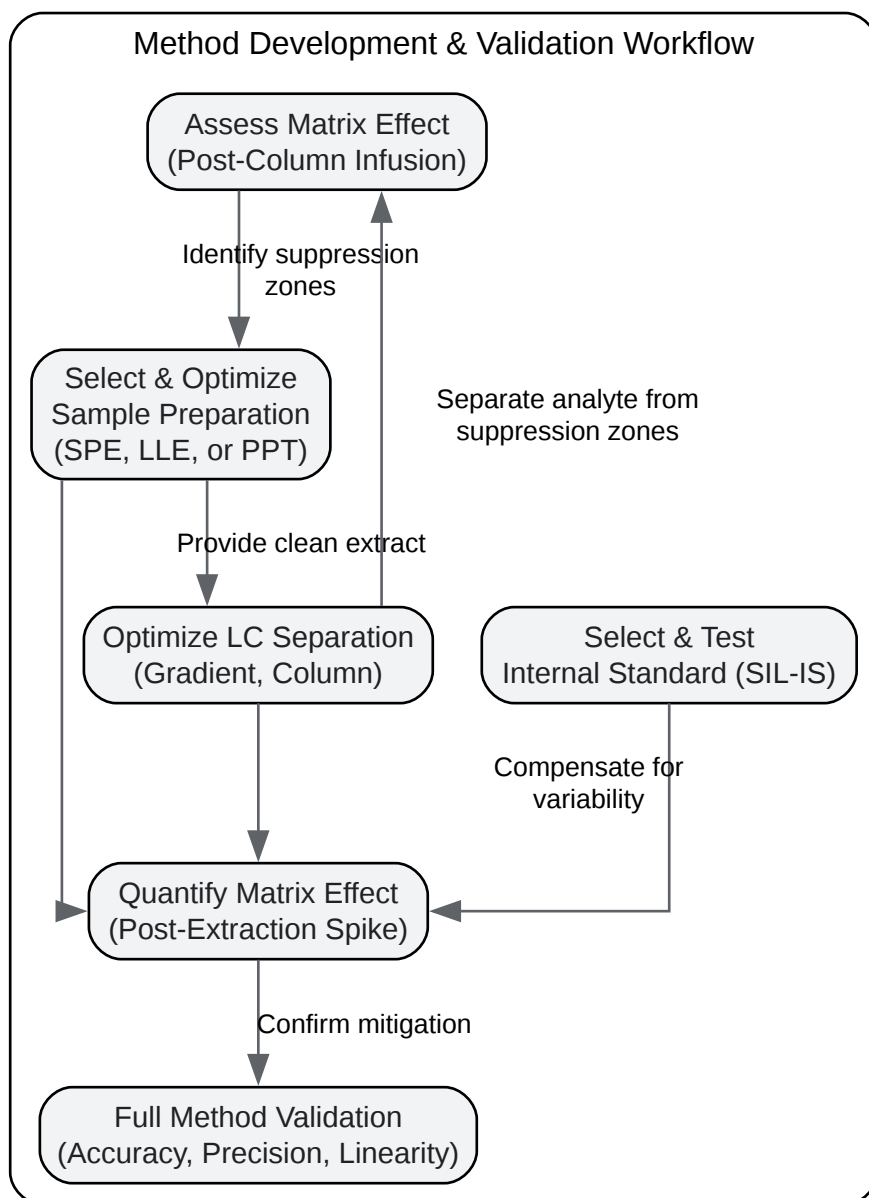 Method Development & Validation Workflow
Assess Matrix Effect
(Post-Column Infusion)
Identify suppression
zones
Select & Optimize
Sample Preparation
(SPE, LLE, or PPT)
Separate analyte from
suppression zones
Provide clean extract
Optimize LC Separation
(Gradient, Column)
Select & Test
Internal Standard (SIL-IS)
Compensate for
variability
Quantify Matrix Effect
(Post-Extraction Spike)
Confirm mitigation
Full Method Validation
(Accuracy, Precision, Linearity)